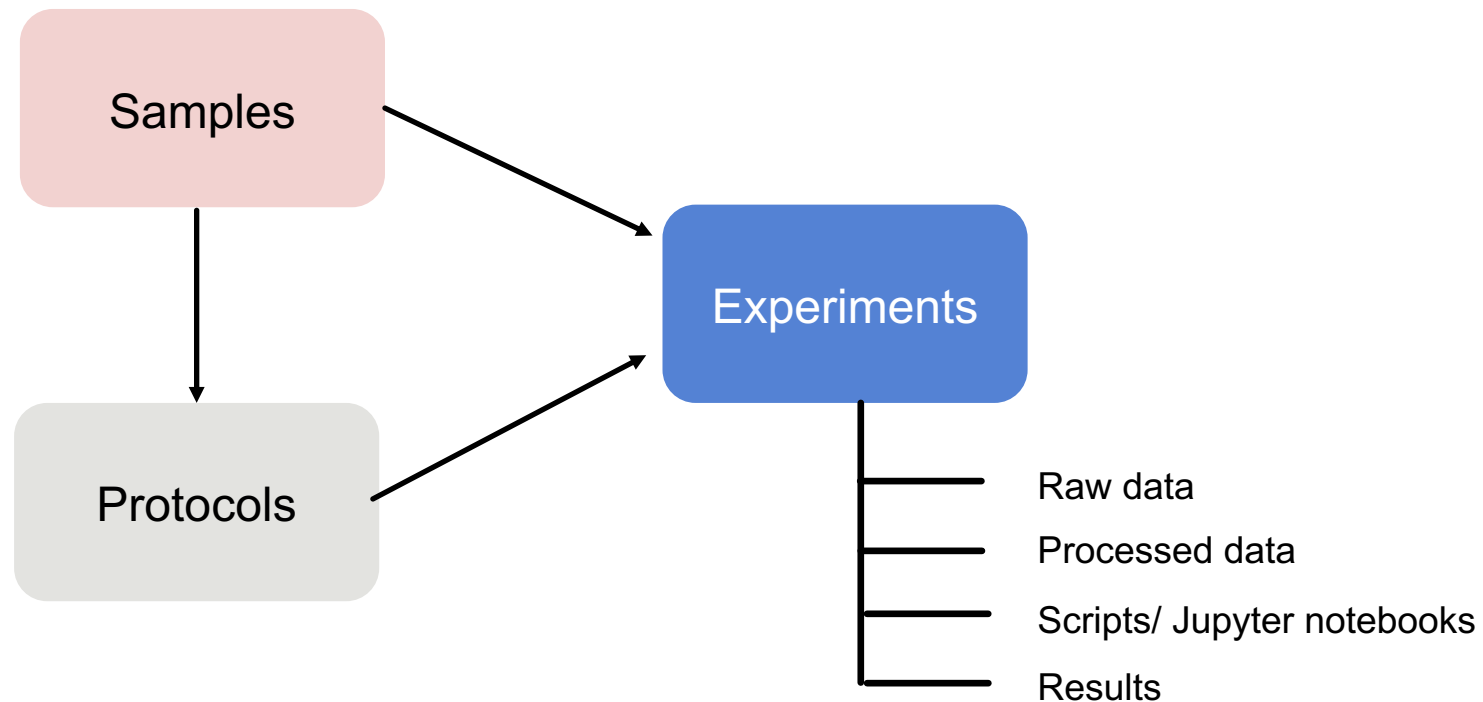 Samples
Experiments
Protocols
Raw data
Processed data
Scripts/ Jupyter notebooks
Results